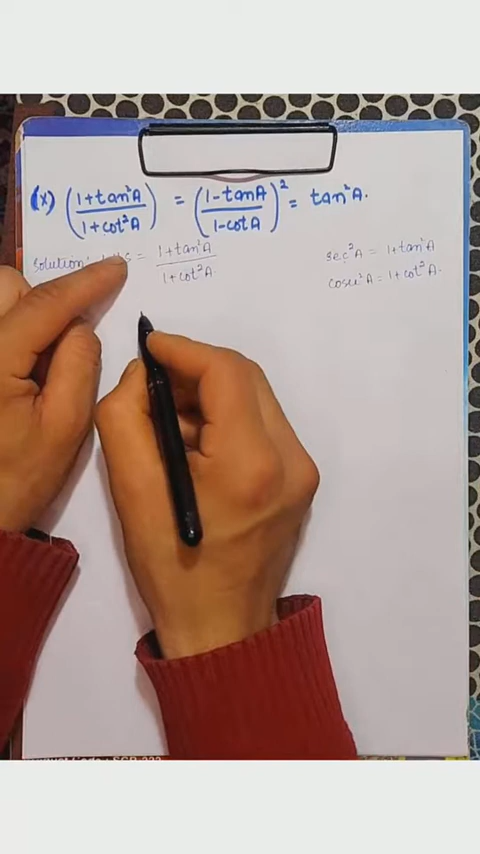 (x) (1+tan²A / 1+cot²A) = (1-tanA / 1-cotA)² = tan²A.
Solution: = 1+tan²A / 1+cot²A.
sec²A = 1+tan²A
cosec²A = 1+cot²A.